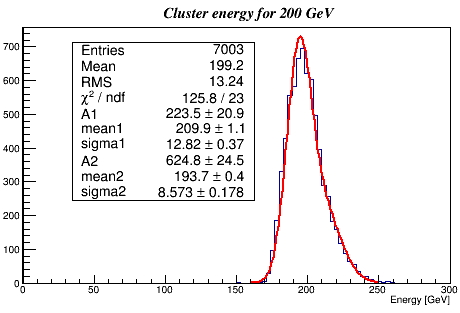 Cluster energy for 200 GeV
Entries 7003
Mean 199.2
RMS 13.24
χ² / ndf 125.8 / 23
A1 223.5 ± 20.9
mean1 209.9 ± 1.1
sigma1 12.82 ± 0.37
A2 624.8 ± 24.5
mean2 193.7 ± 0.4
sigma2 8.573 ± 0.178
700
600
500
400
300
200
100
0
0 50 100 150 200 250 300
Energy [GeV]